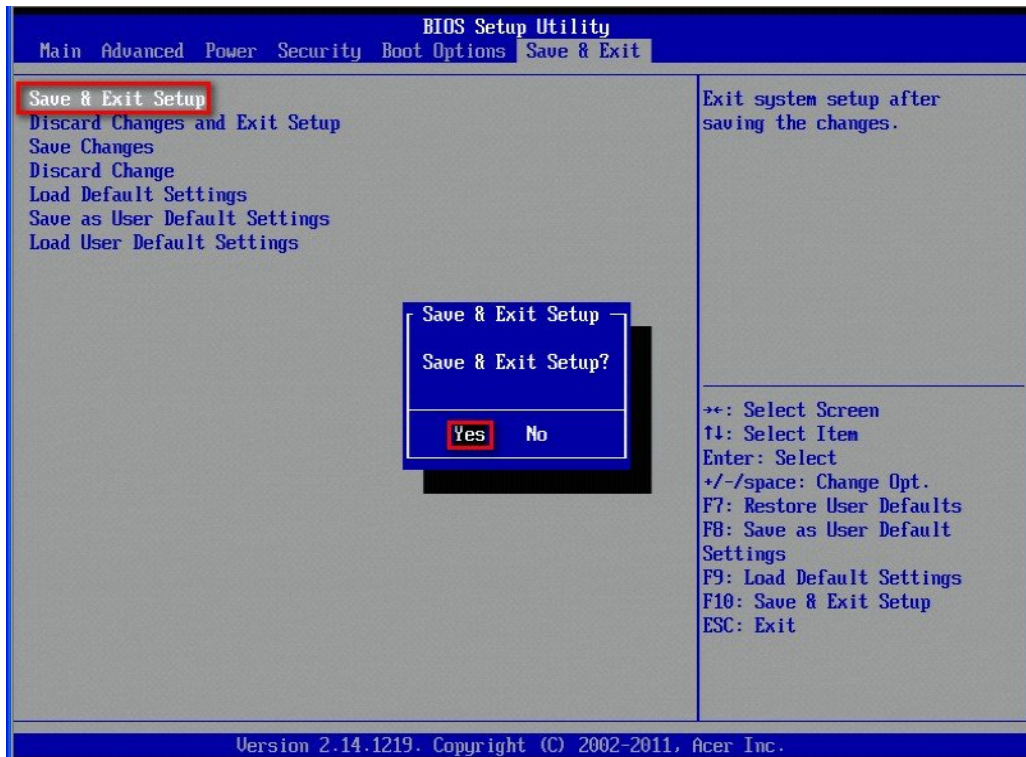 BIOS Setup Utility
Main Advanced Power Security Boot Options Save & Exit
Save & Exit Setup
Discard Changes and Exit Setup
Save Changes
Discard Change
Load Default Settings
Save as User Default Settings
Load User Default Settings
Exit system setup after
saving the changes.
Save & Exit Setup
Save & Exit Setup?
Yes No
→←: Select Screen
↑↓: Select Item
Enter: Select
+/-/space: Change Opt.
F7: Restore User Defaults
F8: Save as User Default
Settings
F9: Load Default Settings
F10: Save & Exit Setup
ESC: Exit
Version 2.14.1219. Copyright (C) 2002-2011, Acer Inc.